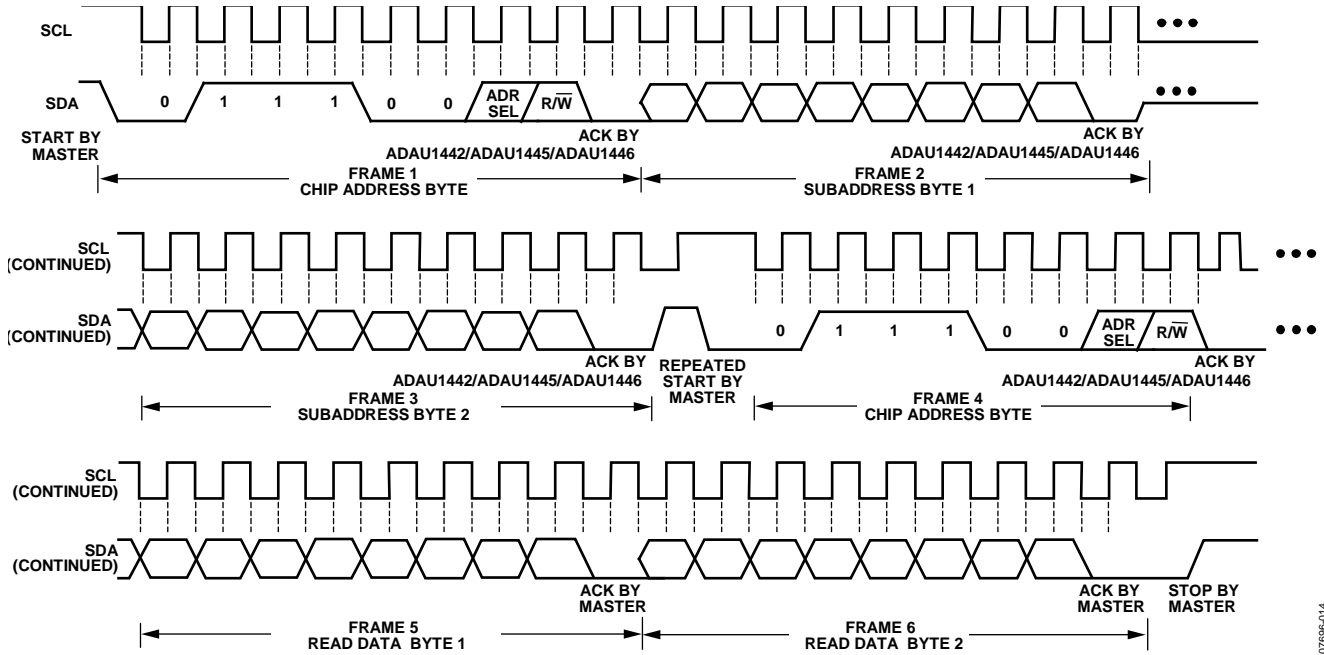 SCL
SDA
0 1 1 1 0 0 ADR SEL R/W̅
START BY MASTER
ACK BY ADAU1442/ADAU1445/ADAU1446
ACK BY ADAU1442/ADAU1445/ADAU1446
FRAME 1 CHIP ADDRESS BYTE
FRAME 2 SUBADDRESS BYTE 1
SCL (CONTINUED)
SDA (CONTINUED)
0 1 1 1 0 0 ADR SEL R/W̅
ACK BY ADAU1442/ADAU1445/ADAU1446
REPEATED START BY MASTER
ACK BY ADAU1442/ADAU1445/ADAU1446
FRAME 3 SUBADDRESS BYTE 2
FRAME 4 CHIP ADDRESS BYTE
SCL (CONTINUED)
SDA (CONTINUED)
ACK BY MASTER
ACK BY MASTER
STOP BY MASTER
FRAME 5 READ DATA BYTE 1
FRAME 6 READ DATA BYTE 2
07696-014